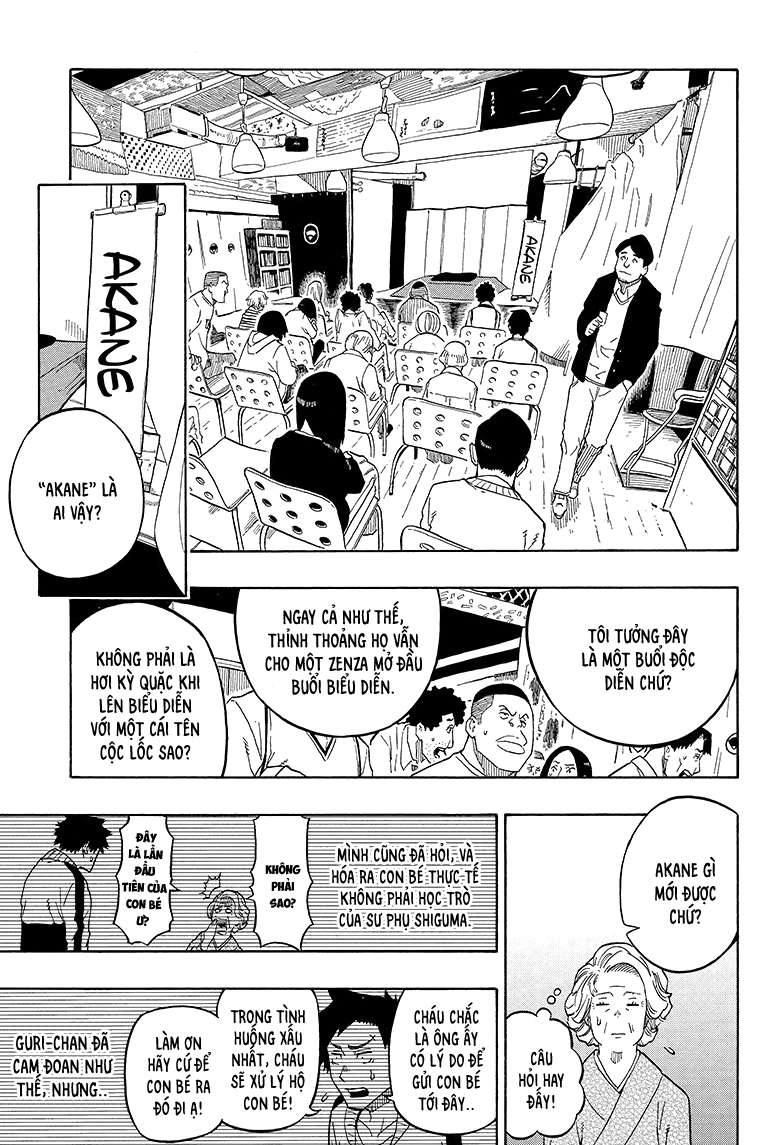 AKANE
AKANE
"AKANE" LÀ
AI VẬY?
TÔI TƯỞNG ĐÂY
LÀ MỘT BUỔI ĐỘC
DIỄN CHỨ?
NGAY CẢ NHƯ THẾ,
THỈNH THOẢNG HỌ VẪN
CHO MỘT ZENZA MỞ ĐẦU
BUỔI BIỂU DIỄN.
KHÔNG PHẢI LÀ
HƠI KỲ QUẶC KHI
LÊN BIỂU DIỄN
VỚI MỘT CÁI TÊN
CỘC LỐC SAO?
AKANE GÌ
MỚI ĐƯỢC
CHỨ?
CÂU
HỎI HAY
ĐẤY!
MÌNH CŨNG ĐÃ HỎI, VÀ
HÓA RA CON BÉ THỰC TẾ
KHÔNG PHẢI HỌC TRÒ
CỦA SƯ PHỤ SHIGUMA.
KHÔNG
PHẢI
SAO?
ĐÂY
LÀ LẦN
ĐẦU
TIÊN CỦA
CON BÉ
Ư?
CHÁU CHẮC
LÀ ÔNG ẤY
CÓ LÝ DO ĐỂ
GỬI CON BÉ
TỚI ĐÂY..
TRONG TÌNH
HUỐNG XẤU
NHẤT, CHÁU
SẼ XỬ LÝ HỘ
CON BÉ!
LÀM ƠN
HÃY CỨ ĐỂ
CON BÉ RA
ĐÓ ĐI Ạ!
GURI-CHAN ĐÃ
CAM ĐOAN NHƯ
THẾ, NHƯNG..